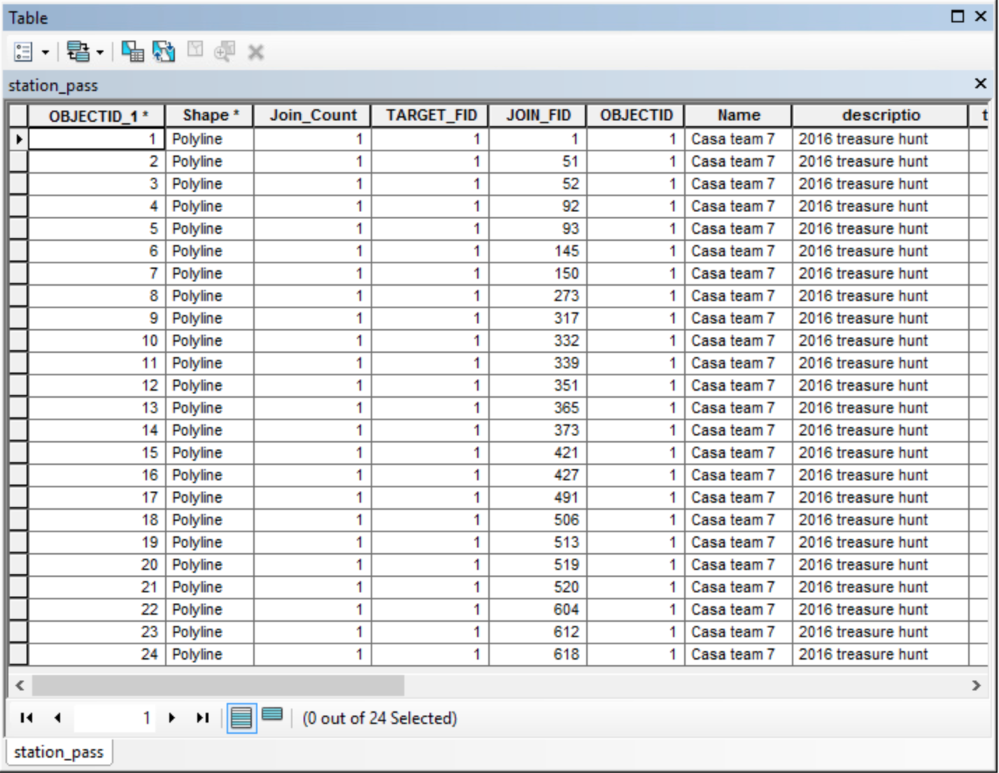 Table
station_pass
OBJECTID_1 * Shape * Join_Count TARGET_FID JOIN_FID OBJECTID Name descriptio t
1 Polyline 1 1 1 1 Casa team 7 2016 treasure hunt
2 Polyline 1 1 51 1 Casa team 7 2016 treasure hunt
3 Polyline 1 1 52 1 Casa team 7 2016 treasure hunt
4 Polyline 1 1 92 1 Casa team 7 2016 treasure hunt
5 Polyline 1 1 93 1 Casa team 7 2016 treasure hunt
6 Polyline 1 1 145 1 Casa team 7 2016 treasure hunt
7 Polyline 1 1 150 1 Casa team 7 2016 treasure hunt
8 Polyline 1 1 273 1 Casa team 7 2016 treasure hunt
9 Polyline 1 1 317 1 Casa team 7 2016 treasure hunt
10 Polyline 1 1 332 1 Casa team 7 2016 treasure hunt
11 Polyline 1 1 339 1 Casa team 7 2016 treasure hunt
12 Polyline 1 1 351 1 Casa team 7 2016 treasure hunt
13 Polyline 1 1 365 1 Casa team 7 2016 treasure hunt
14 Polyline 1 1 373 1 Casa team 7 2016 treasure hunt
15 Polyline 1 1 421 1 Casa team 7 2016 treasure hunt
16 Polyline 1 1 427 1 Casa team 7 2016 treasure hunt
17 Polyline 1 1 491 1 Casa team 7 2016 treasure hunt
18 Polyline 1 1 506 1 Casa team 7 2016 treasure hunt
19 Polyline 1 1 513 1 Casa team 7 2016 treasure hunt
20 Polyline 1 1 519 1 Casa team 7 2016 treasure hunt
21 Polyline 1 1 520 1 Casa team 7 2016 treasure hunt
22 Polyline 1 1 604 1 Casa team 7 2016 treasure hunt
23 Polyline 1 1 612 1 Casa team 7 2016 treasure hunt
24 Polyline 1 1 618 1 Casa team 7 2016 treasure hunt
1 (0 out of 24 Selected)
station_pass